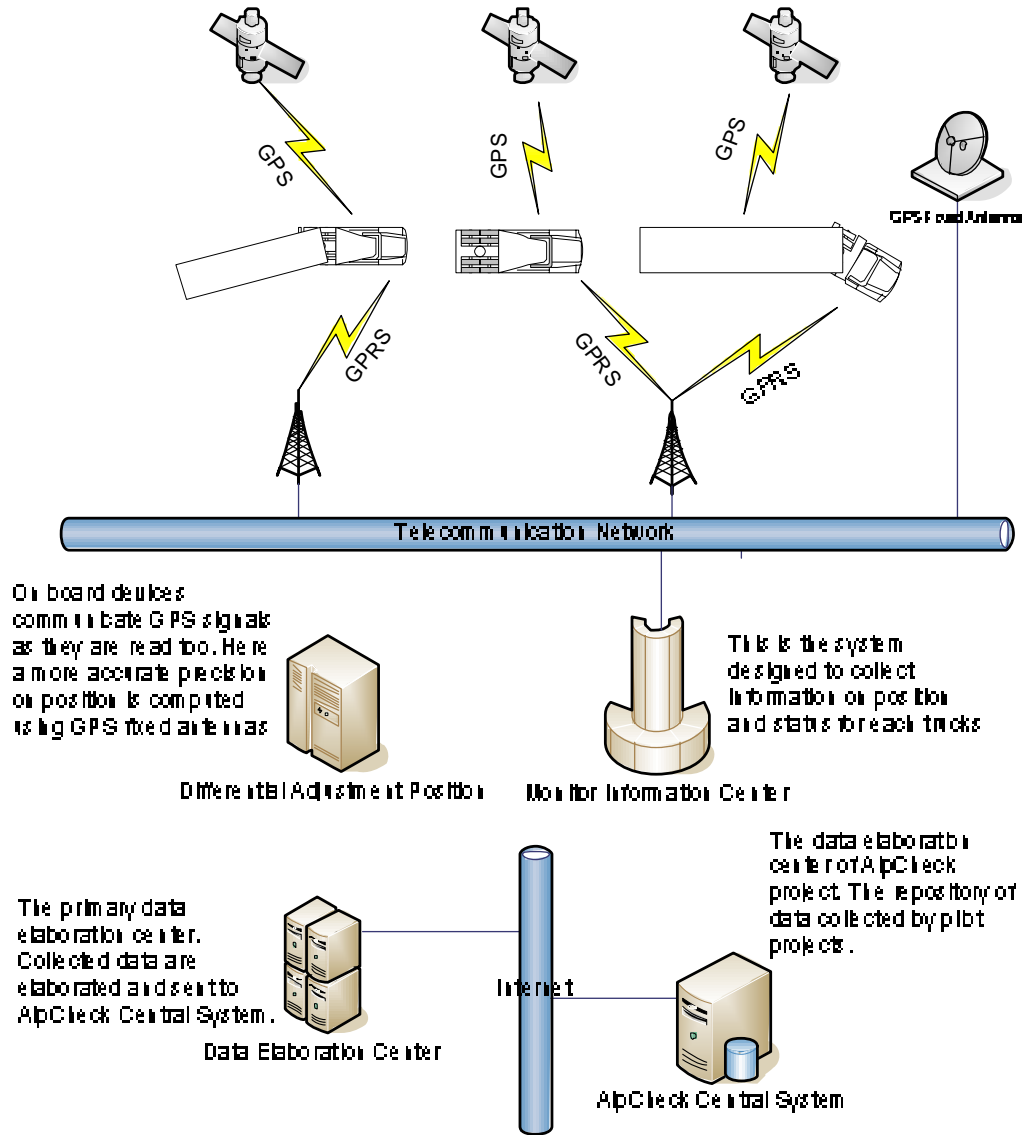 GPS
GPS
GPS
GPS Fixed Antenna
GPRS
GPRS
GPRS
Telecommunication Network
On board devices
communicate GPS signals
as they are read too. Here
a more accurate precision
on position is computed
using GPS fixed antennas
This is the system
designed to collect
information on position
and status for each trucks
Differential Adjustment Position
Monitor Information Center
The data elaboration
center of AlpCheck
project. The repository of
data collected by pilot
projects.
The primary data
elaboration center.
Collected data are
elaborated and sent to
AlpCheck Central System.
Internet
Data Elaboration Center
AlpCheck Central System